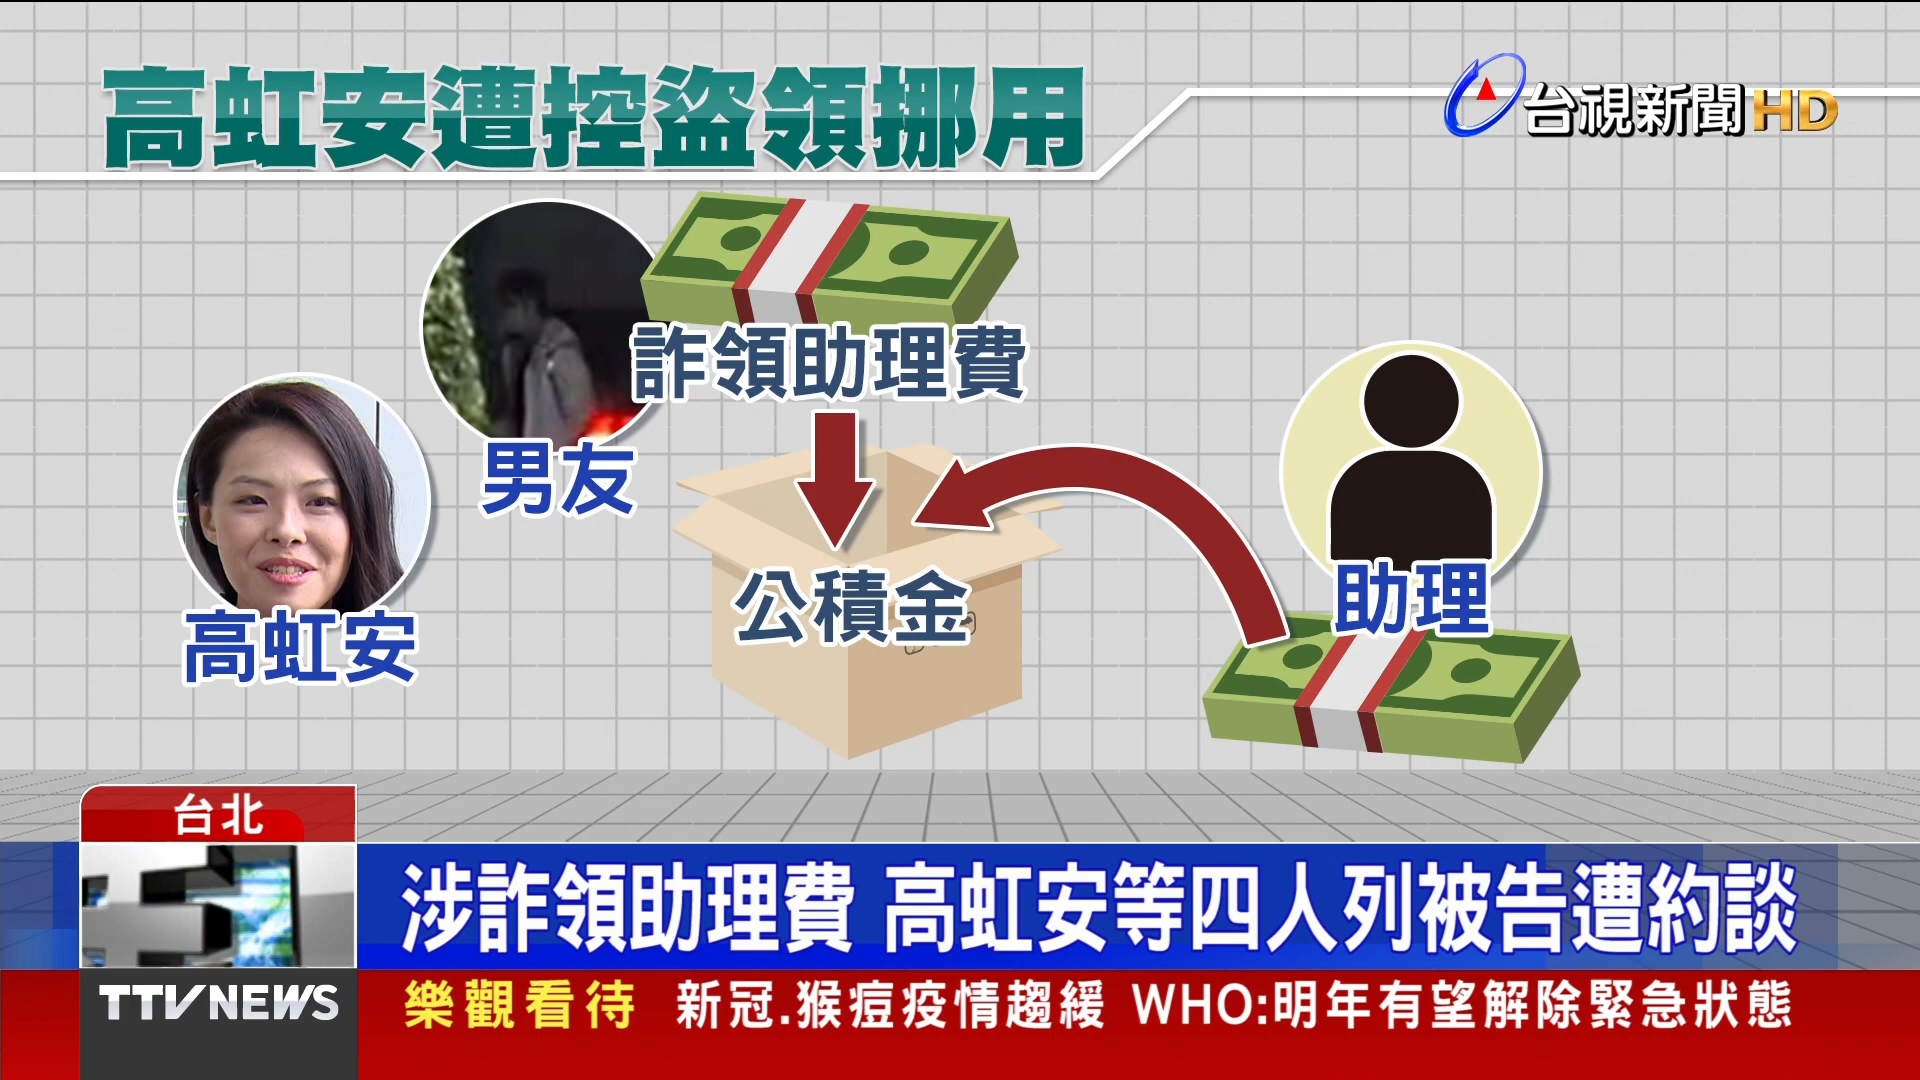 高虹安遭控盜領挪用
台視新聞HD
詐領助理費
男友
公積金
助理
高虹安
台北
涉詐領助理費 高虹安等四人列被告遭約談
TTV NEWS
樂觀看待 新冠.猴痘疫情趨緩 WHO:明年有望解除緊急狀態